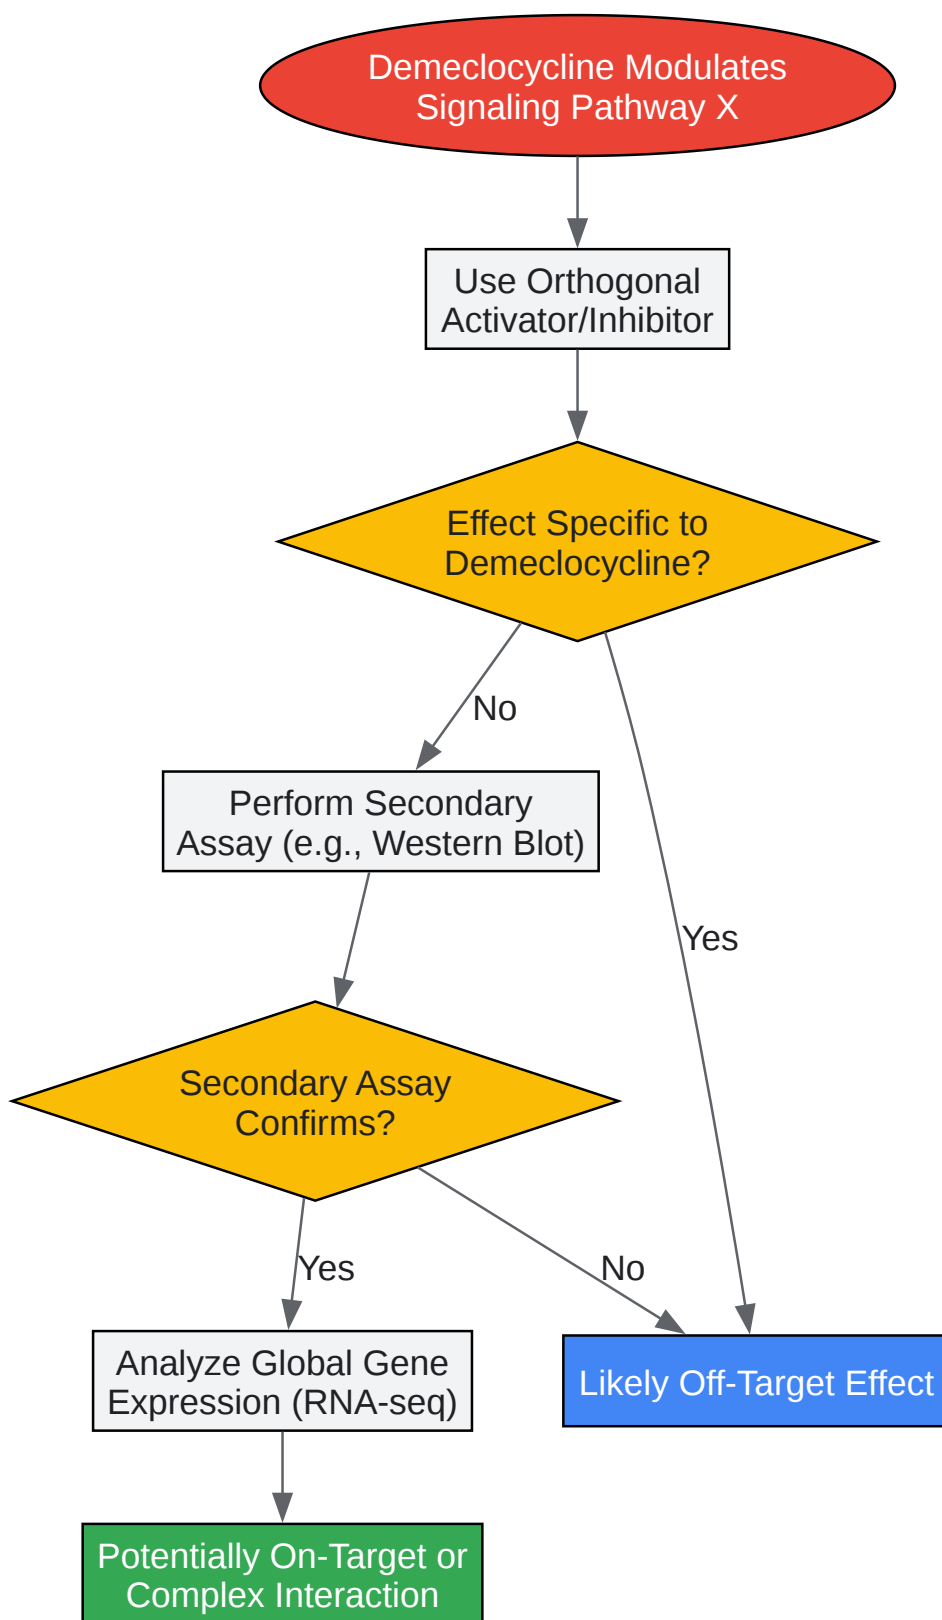 Demeclocycline Modulates
Signaling Pathway X
Use Orthogonal
Activator/Inhibitor
Effect Specific to
Demeclocycline?
No
Perform Secondary
Assay (e.g., Western Blot)
Yes
Secondary Assay
Confirms?
Yes
No
Analyze Global Gene
Expression (RNA-seq)
Likely Off-Target Effect
Potentially On-Target or
Complex Interaction